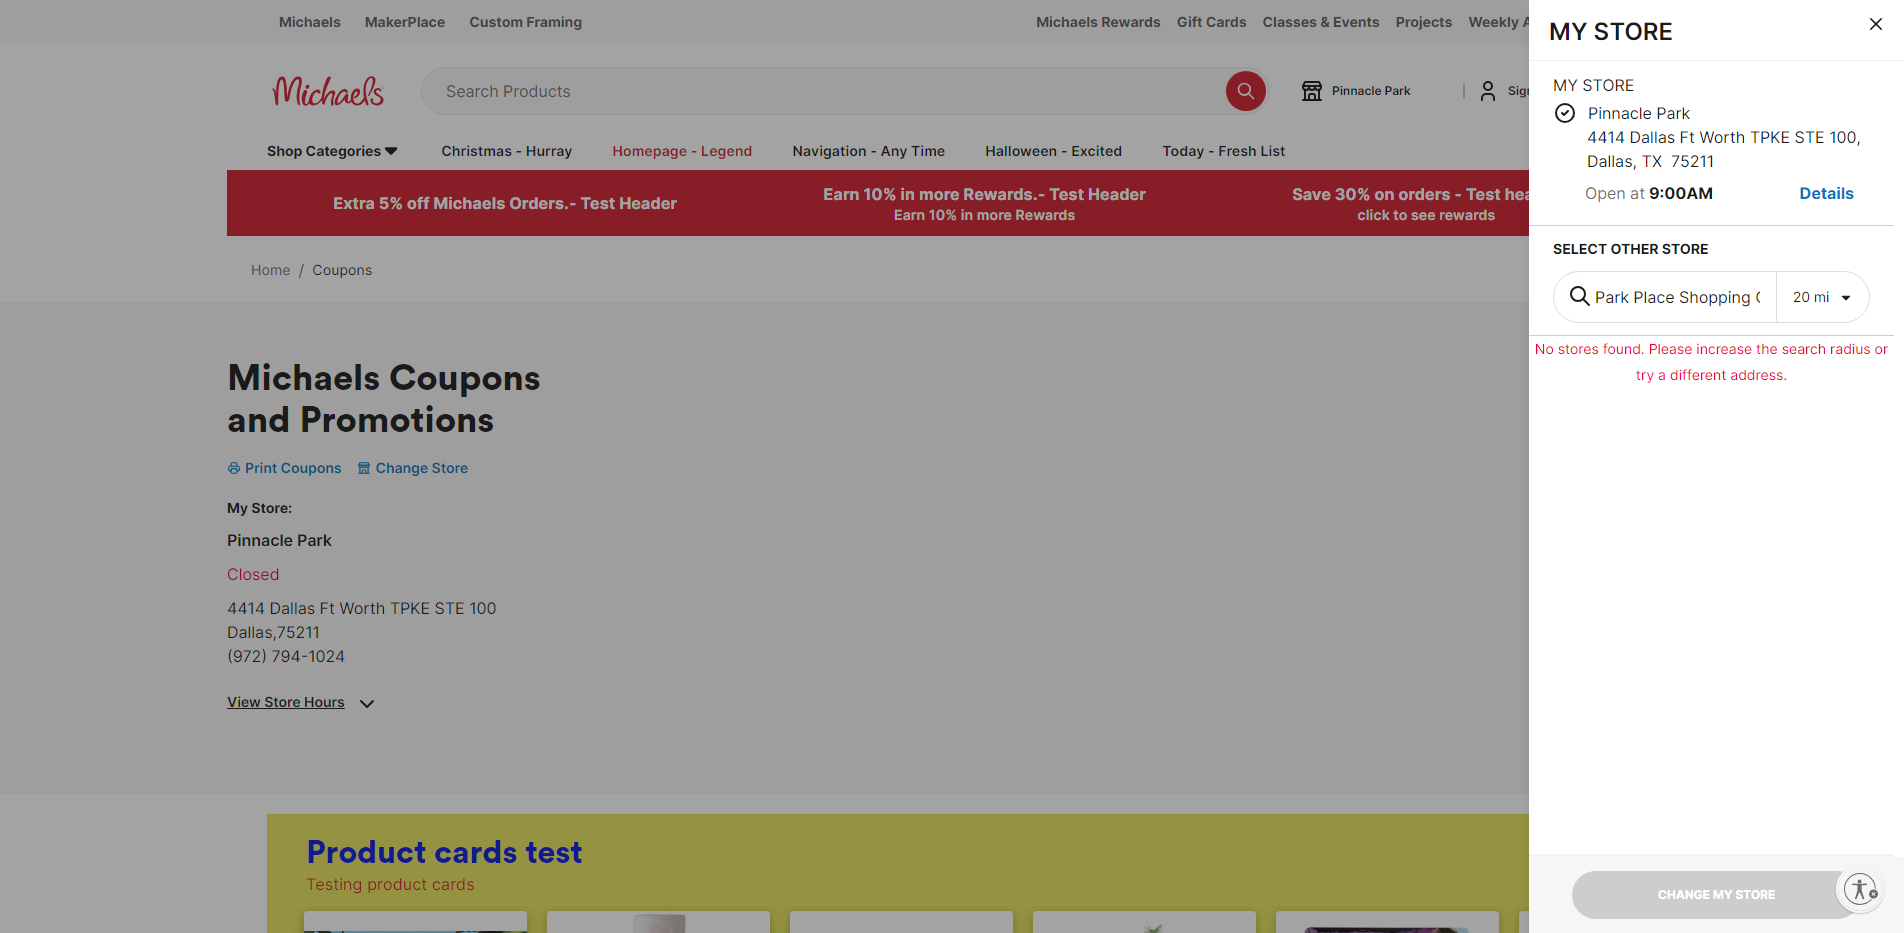 Michaels MakerPlace Custom Framing
Michaels Rewards Gift Cards Classes & Events Projects Weekly
Michaels
Search Products
Pinnacle Park
Shop Categories Christmas - Hurray Homepage - Legend Navigation - Any Time Halloween - Excited Today - Fresh List
Extra 5% off Michaels Orders.- Test Header
Earn 10% in more Rewards.- Test Header
Earn 10% in more Rewards
Save 30% on orders - Test
click to see rewards
Home / Coupons
Michaels Coupons
and Promotions
Print Coupons Change Store
My Store:
Pinnacle Park
Closed
4414 Dallas Ft Worth TPKE STE 100
Dallas,75211
(972) 794-1024
View Store Hours
Product cards test
Testing product cards
MY STORE
MY STORE
Pinnacle Park
4414 Dallas Ft Worth TPKE STE 100,
Dallas, TX 75211
Open at 9:00AM Details
SELECT OTHER STORE
Park Place Shopping 20 mi
No stores found. Please increase the search radius or
try a different address.
CHANGE MY STORE